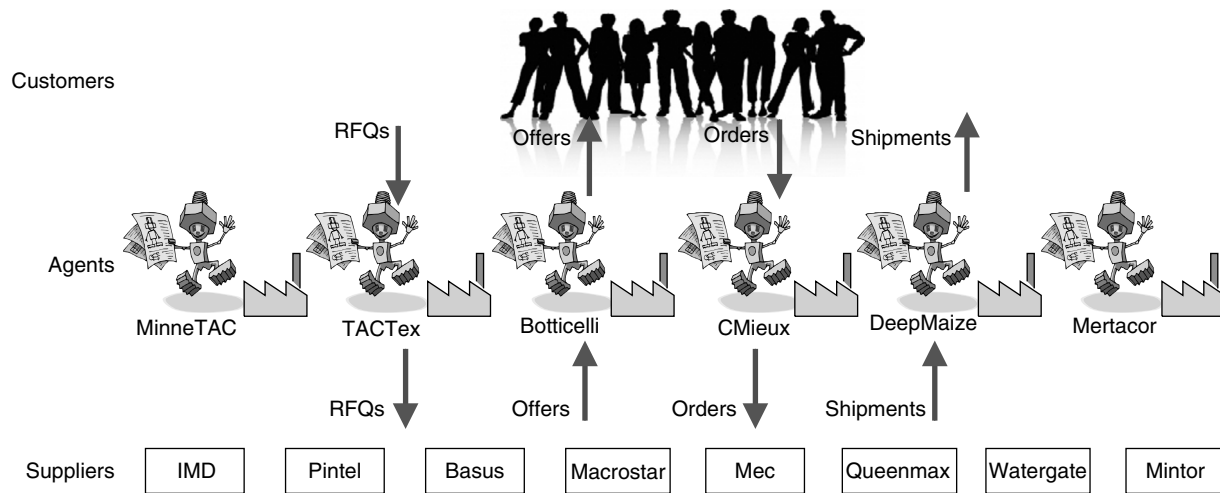 Customers
RFQs
Offers
Orders
Shipments
Agents
MinneTAC
TACTex
Botticelli
CMieux
DeepMaize
Mertacor
RFQs
Offers
Orders
Shipments
Suppliers
IMD
Pintel
Basus
Macrostar
Mec
Queenmax
Watergate
Mintor